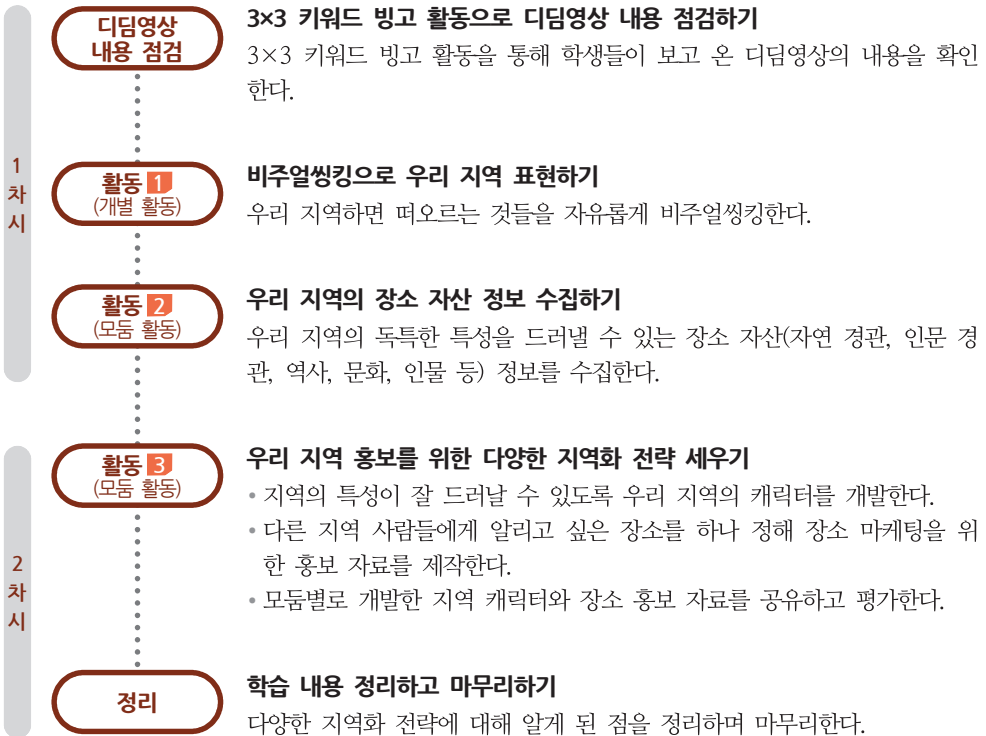 1
차
시
디딤영상
내용 점검
3×3 키워드 빙고 활동으로 디딤영상 내용 점검하기
3×3 키워드 빙고 활동을 통해 학생들이 보고 온 디딤영상의 내용을 확인
한다.
활동 1
(개별 활동)
비주얼씽킹으로 우리 지역 표현하기
우리 지역하면 떠오르는 것들을 자유롭게 비주얼씽킹한다.
활동 2
(모둠 활동)
우리 지역의 장소 자산 정보 수집하기
우리 지역의 독특한 특성을 드러낼 수 있는 장소 자산(자연 경관, 인문 경
관, 역사, 문화, 인물 등) 정보를 수집한다.
2
차
시
활동 3
(모둠 활동)
우리 지역 홍보를 위한 다양한 지역화 전략 세우기
• 지역의 특성이 잘 드러날 수 있도록 우리 지역의 캐릭터를 개발한다.
• 다른 지역 사람들에게 알리고 싶은 장소를 하나 정해 장소 마케팅을 위
한 홍보 자료를 제작한다.
• 모둠별로 개발한 지역 캐릭터와 장소 홍보 자료를 공유하고 평가한다.
정리
학습 내용 정리하고 마무리하기
다양한 지역화 전략에 대해 알게 된 점을 정리하며 마무리한다.